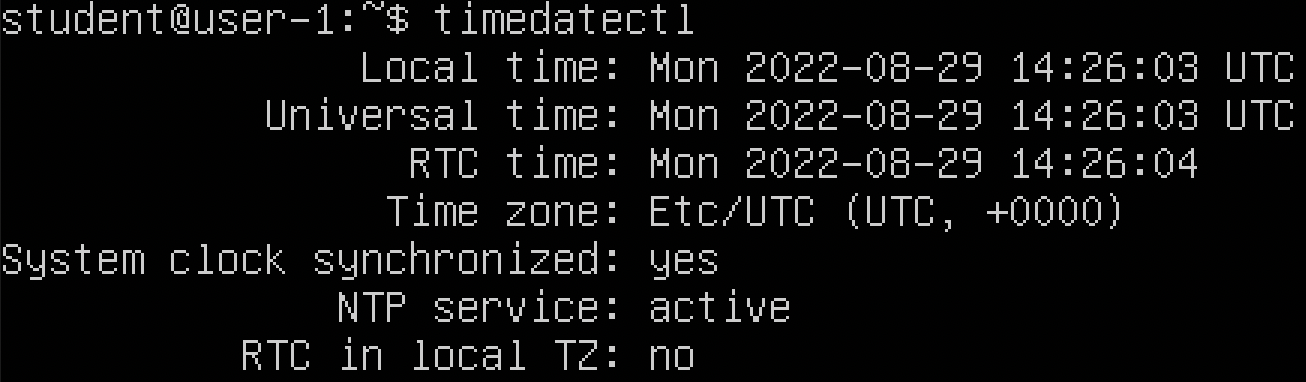 student@user-1:~$ timedatectl
Local time: Mon 2022-08-29 14:26:03 UTC
Universal time: Mon 2022-08-29 14:26:03 UTC
RTC time: Mon 2022-08-29 14:26:04
Time zone: Etc/UTC (UTC, +0000)
System clock synchronized: yes
NTP service: active
RTC in local TZ: no